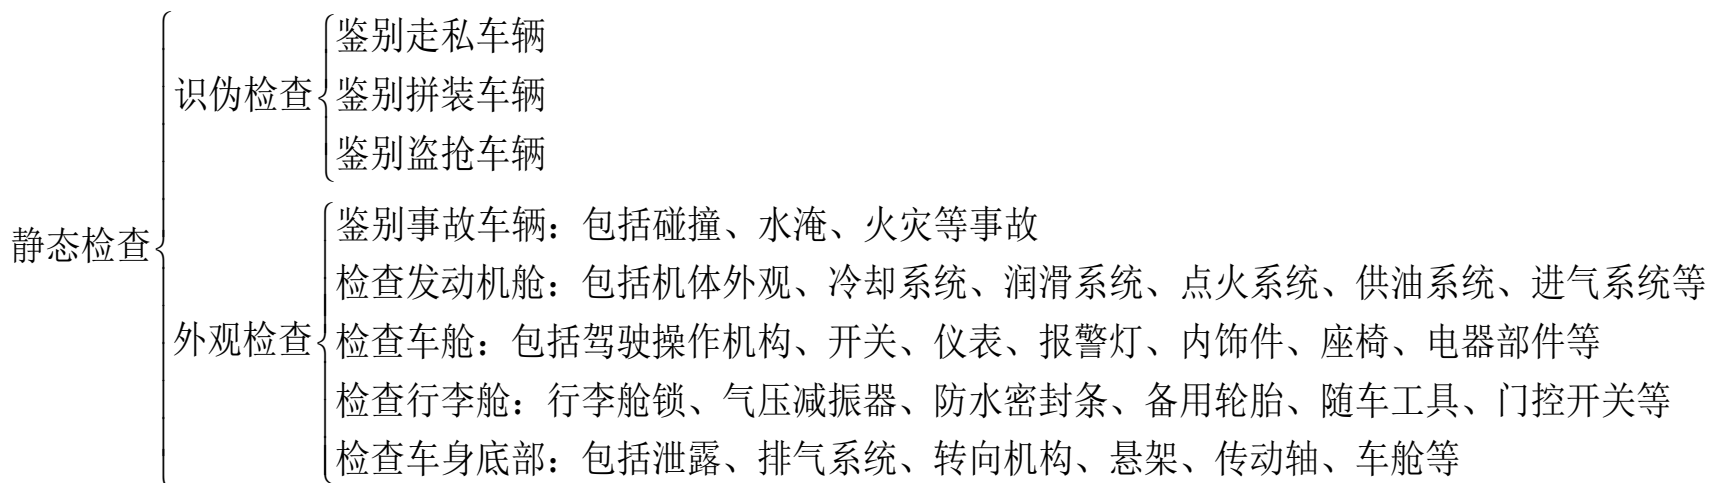 静态检查
识伪检查
鉴别走私车辆
鉴别拼装车辆
鉴别盗抢车辆
外观检查
鉴别事故车辆：包括碰撞、水淹、火灾等事故
检查发动机舱：包括机体外观、冷却系统、润滑系统、点火系统、供油系统、进气系统等
检查车舱：包括驾驶操作机构、开关、仪表、报警灯、内饰件、座椅、电器部件等
检查行李舱：行李舱锁、气压减振器、防水密封条、备用轮胎、随车工具、门控开关等
检查车身底部：包括泄露、排气系统、转向机构、悬架、传动轴、车舱等